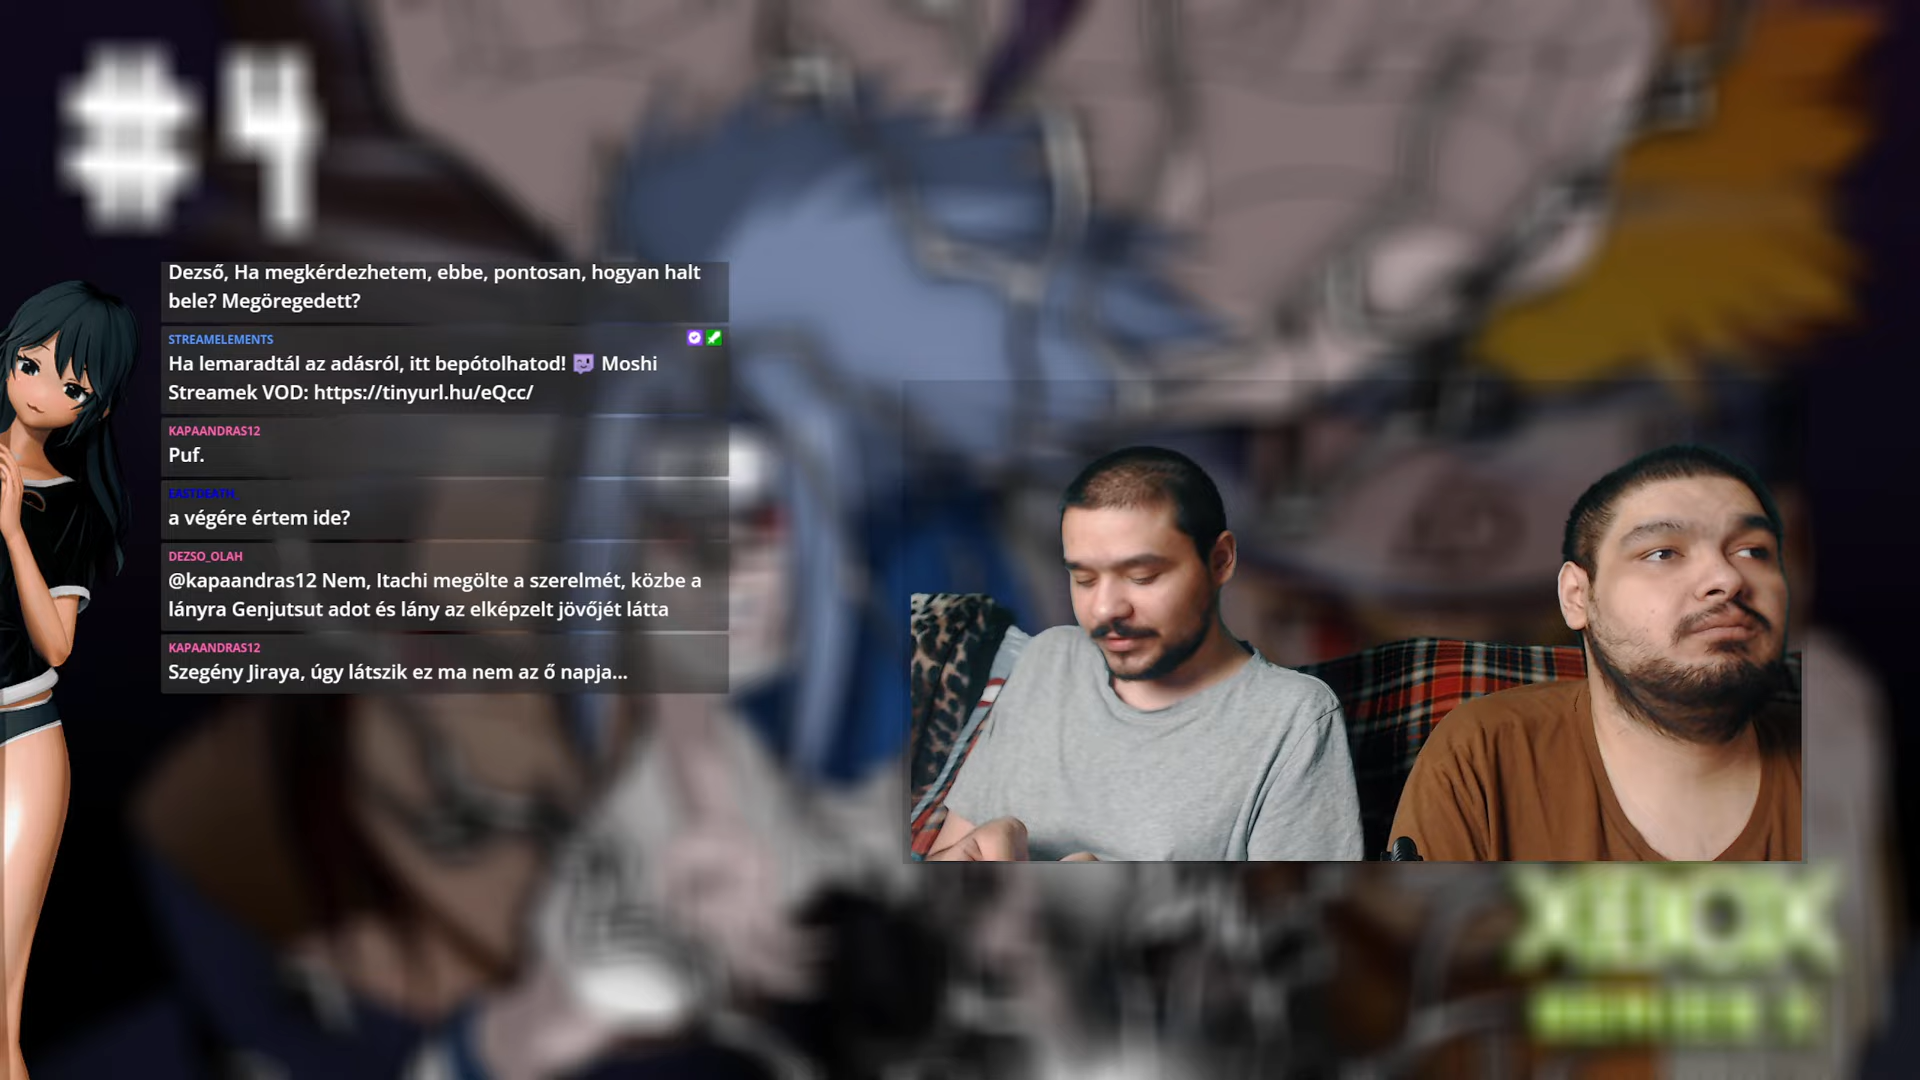 #4
Dezső, Ha megkérdezhetem, ebbe, pontosan, hogyan halt
bele? Megöregedett?
STREAMELEMENTS
Ha lemaradtál az adásról, itt bepótolhatod! Moshi
Streamek VOD: https://tinyurl.hu/eQcc/
KAPAANDRAS12
Puf.
EASTDEATH_
a végére értem ide?
DEZSO_OLAH
@kapaandras12 Nem, Itachi megölte a szerelmét, közbe a
lányra Genjutsut adot és lány az elképzelt jövőjét látta
KAPAANDRAS12
Szegény Jiraya, úgy látszik ez ma nem az ő napja...
XBOX